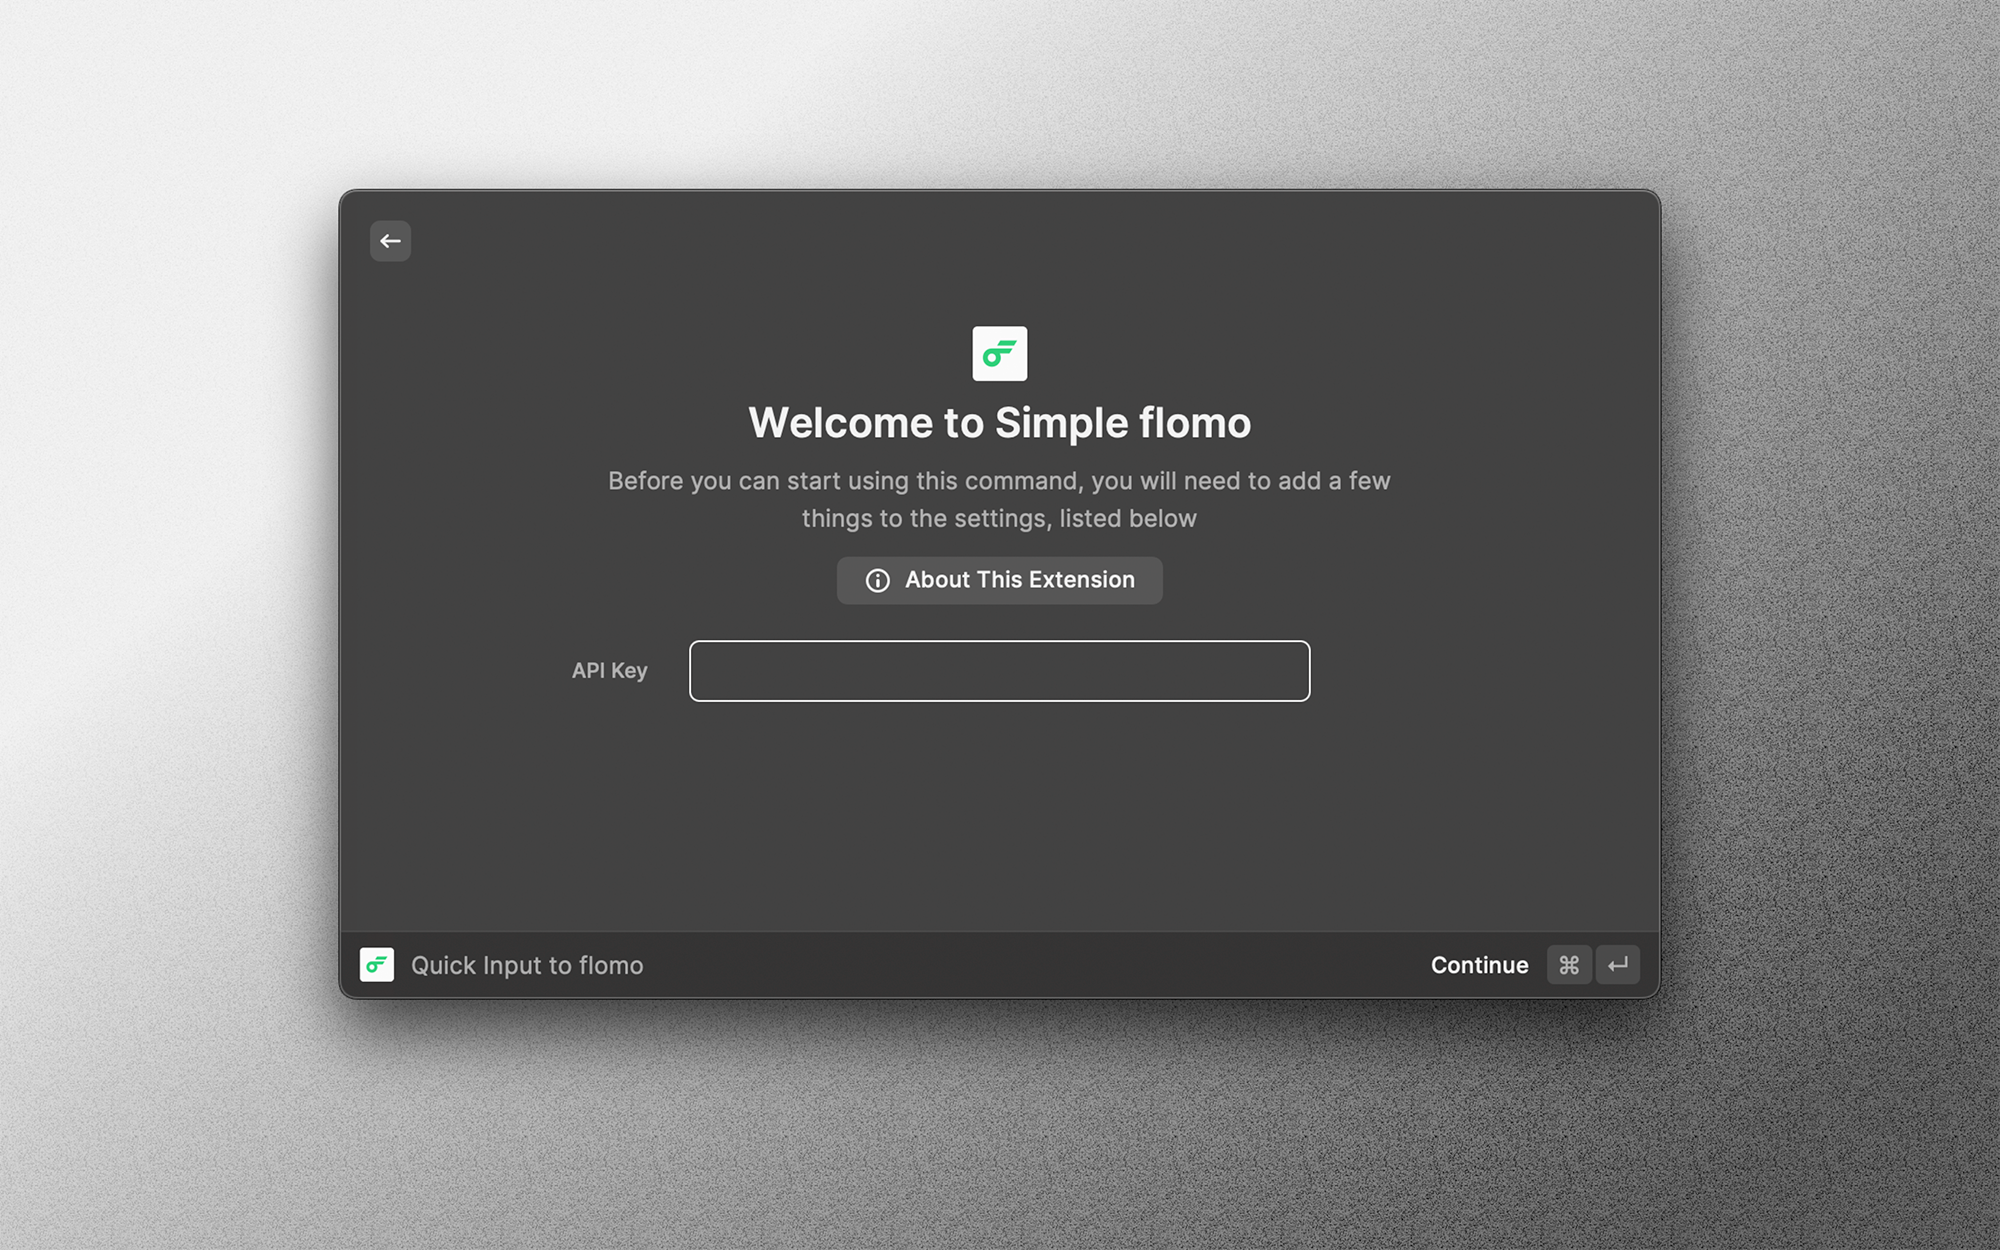 Welcome to Simple flomo
Before you can start using this command, you will need to add a few
things to the settings, listed below
About This Extension
API Key
Quick Input to flomo
Continue ⌘ ↵